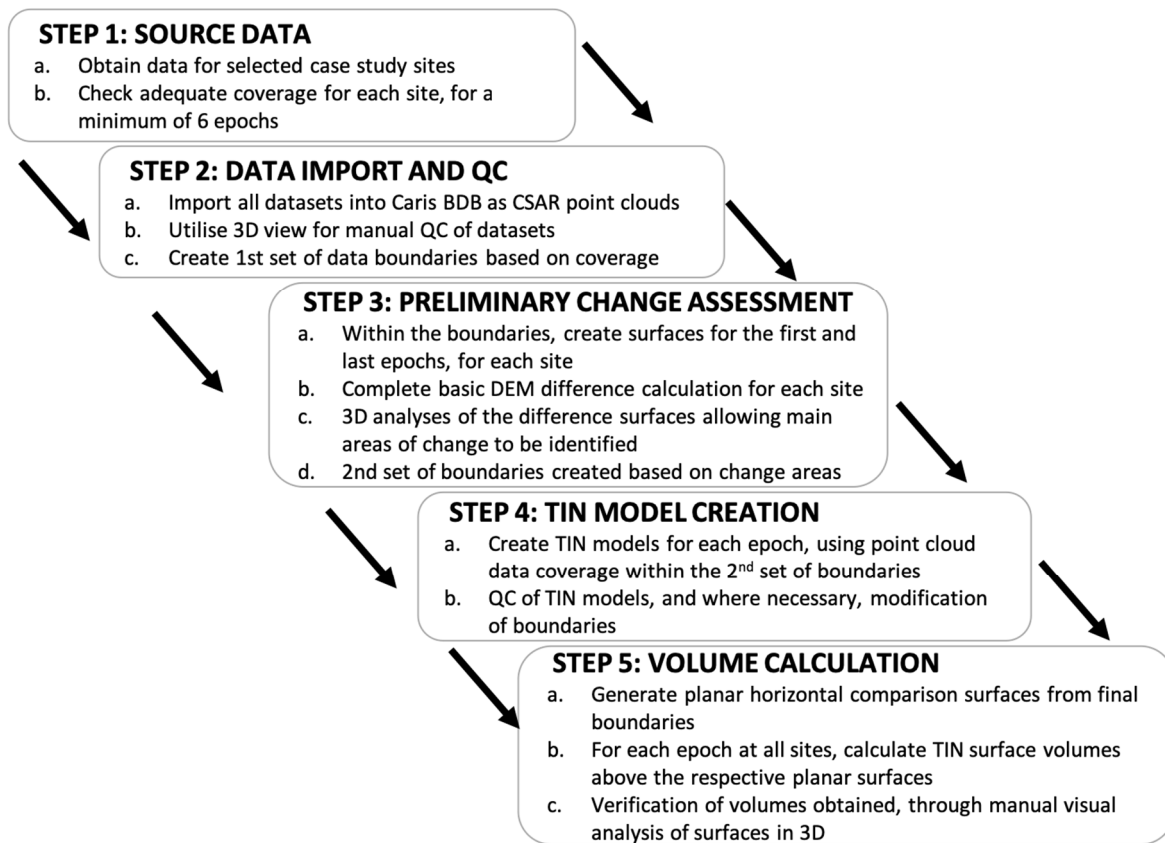 STEP 1: SOURCE DATA
a. Obtain data for selected case study sites
b. Check adequate coverage for each site, for a
minimum of 6 epochs
STEP 2: DATA IMPORT AND QC
a. Import all datasets into Caris BDB as CSAR point clouds
b. Utilise 3D view for manual QC of datasets
c. Create 1st set of data boundaries based on coverage
STEP 3: PRELIMINARY CHANGE ASSESSMENT
a. Within the boundaries, create surfaces for the first and
last epochs, for each site
b. Complete basic DEM difference calculation for each site
c. 3D analyses of the difference surfaces allowing main
areas of change to be identified
d. 2nd set of boundaries created based on change areas
STEP 4: TIN MODEL CREATION
a. Create TIN models for each epoch, using point cloud
data coverage within the 2nd set of boundaries
b. QC of TIN models, and where necessary, modification
of boundaries
STEP 5: VOLUME CALCULATION
a. Generate planar horizontal comparison surfaces from final
boundaries
b. For each epoch at all sites, calculate TIN surface volumes
above the respective planar surfaces
c. Verification of volumes obtained, through manual visual
analysis of surfaces in 3D